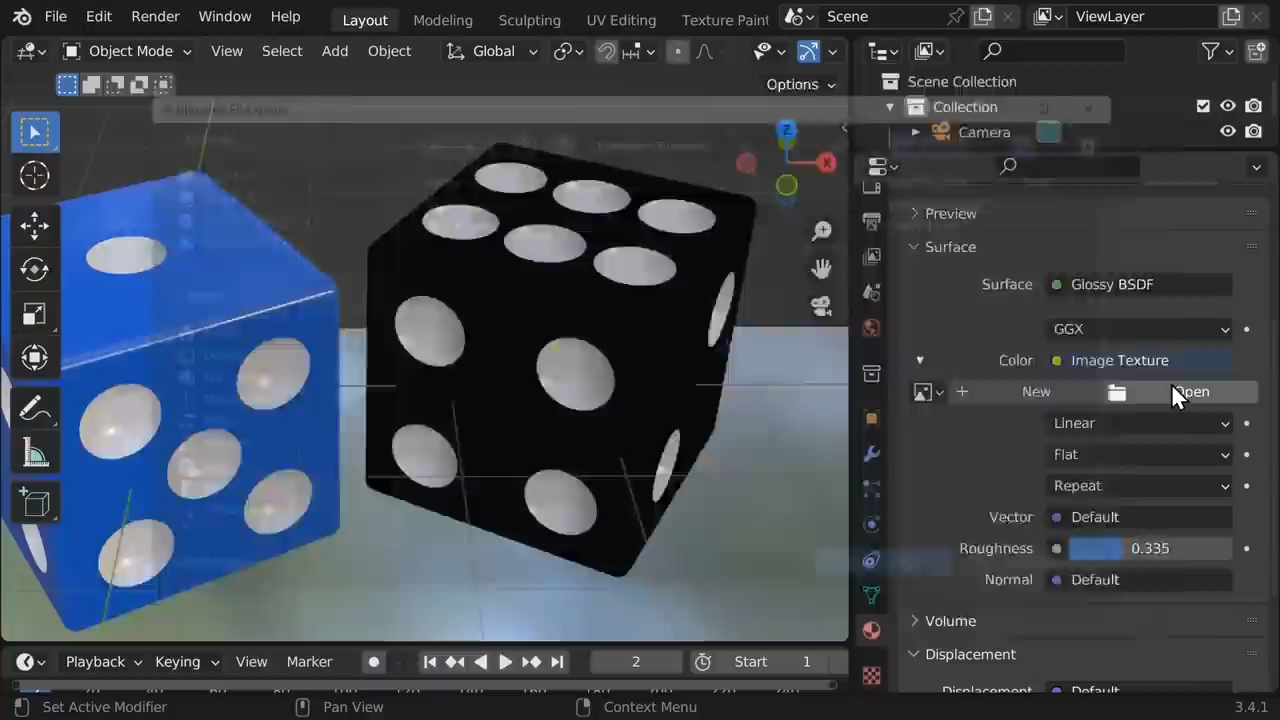 File Edit Render Window Help Layout Modeling Sculpting UV Editing Texture Paint Scene ViewLayer
Object Mode View Select Add Object Global
Options
Scene Collection
Collection
Camera
Z
X
Preview
Surface
Surface Glossy BSDF
GGX
Color Image Texture
New Open
Linear
Flat
Repeat
Vector Default
Roughness 0.335
Normal Default
Volume
Displacement
Displacement Default
Playback Keying View Marker 2 Start 1
Set Active Modifier Pan View Context Menu 3.4.1